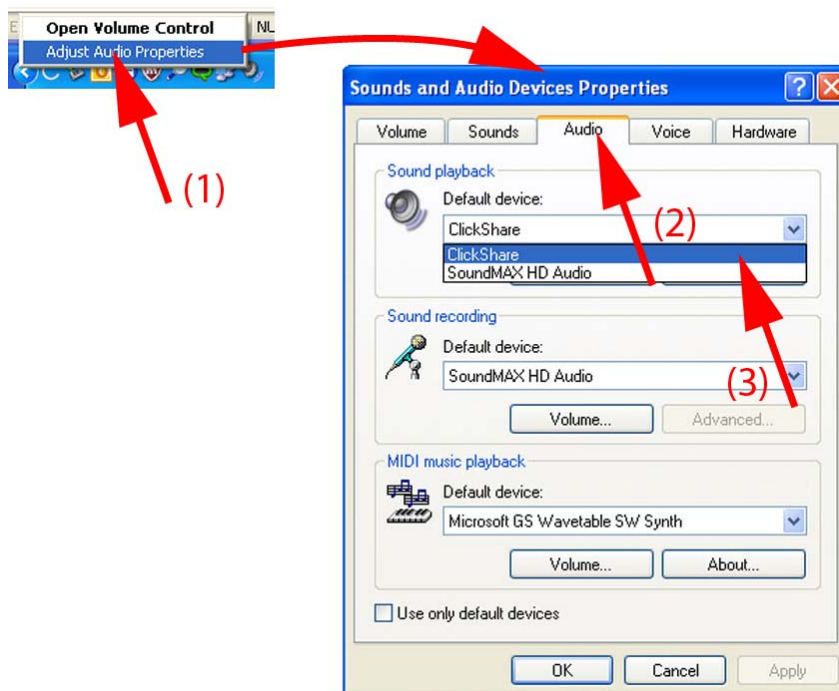 Open Volume Control
NL
Adjust Audio Properties
(1)
Sounds and Audio Devices Properties
Volume Sounds Audio Voice Hardware
Sound playback
Default device:
ClickShare
(2)
ClickShare
SoundMAX HD Audio
Sound recording
Default device:
SoundMAX HD Audio
(3)
Volume... Advanced...
MIDI music playback
Default device:
Microsoft GS Wavetable SW Synth
Volume... About...
Use only default devices
OK Cancel Apply